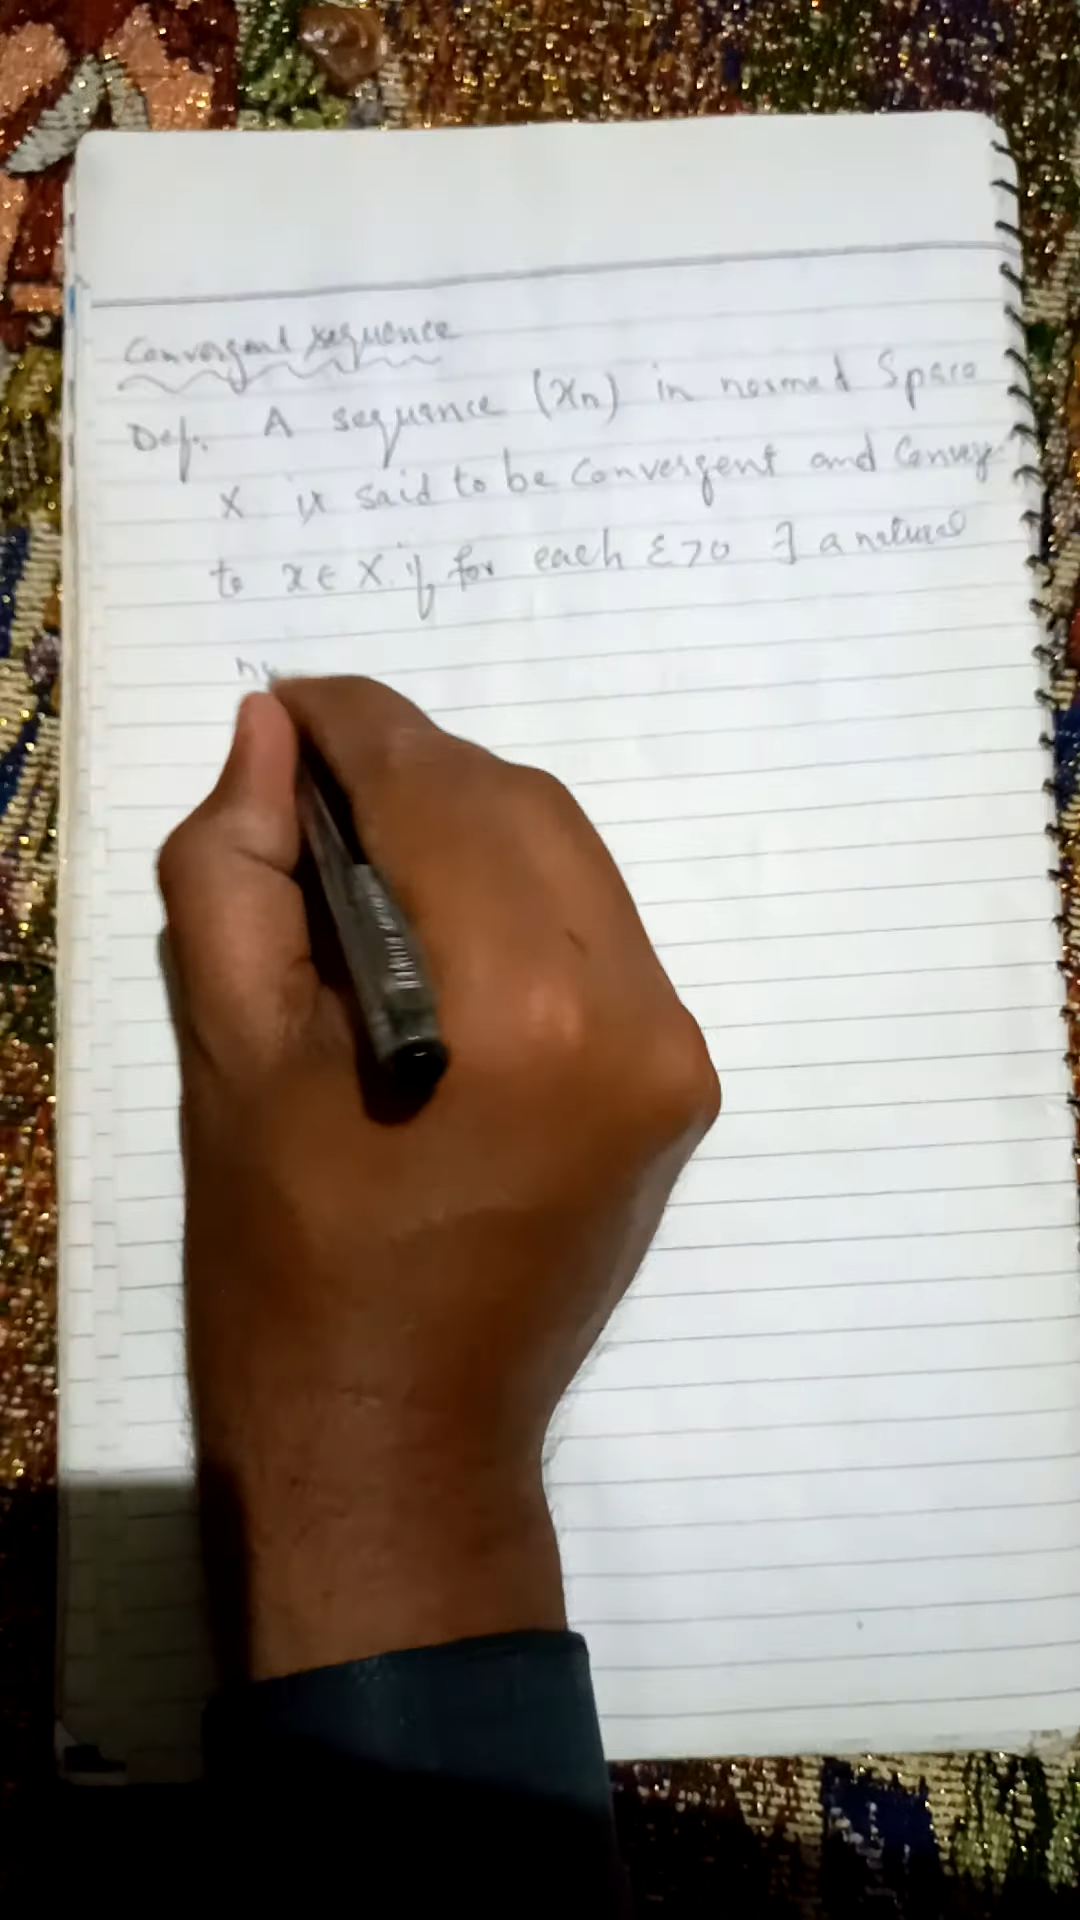 Convergent sequence
Def. A sequence (xn) in normed Space
X is said to be Convergent and Conveg
to x ∈ X if for each ε > 0 ∃ a natural